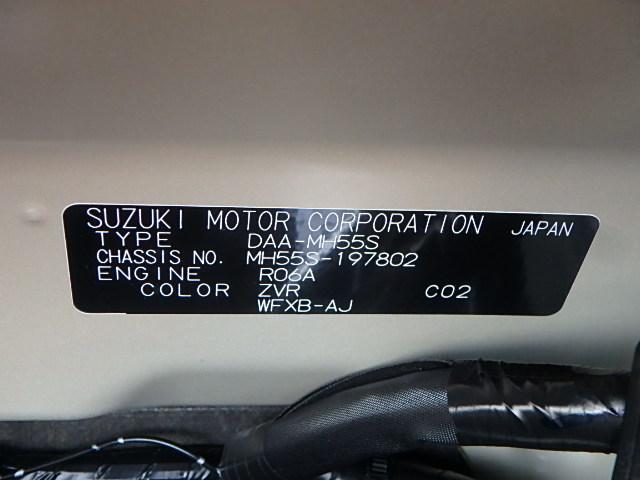 SUZUKI MOTOR CORPORATION JAPAN
TYPE DAA-MH55S
CHASSIS NO. MH55S-197802
ENGINE R06A
COLOR ZVR C02
WFXB-AJ